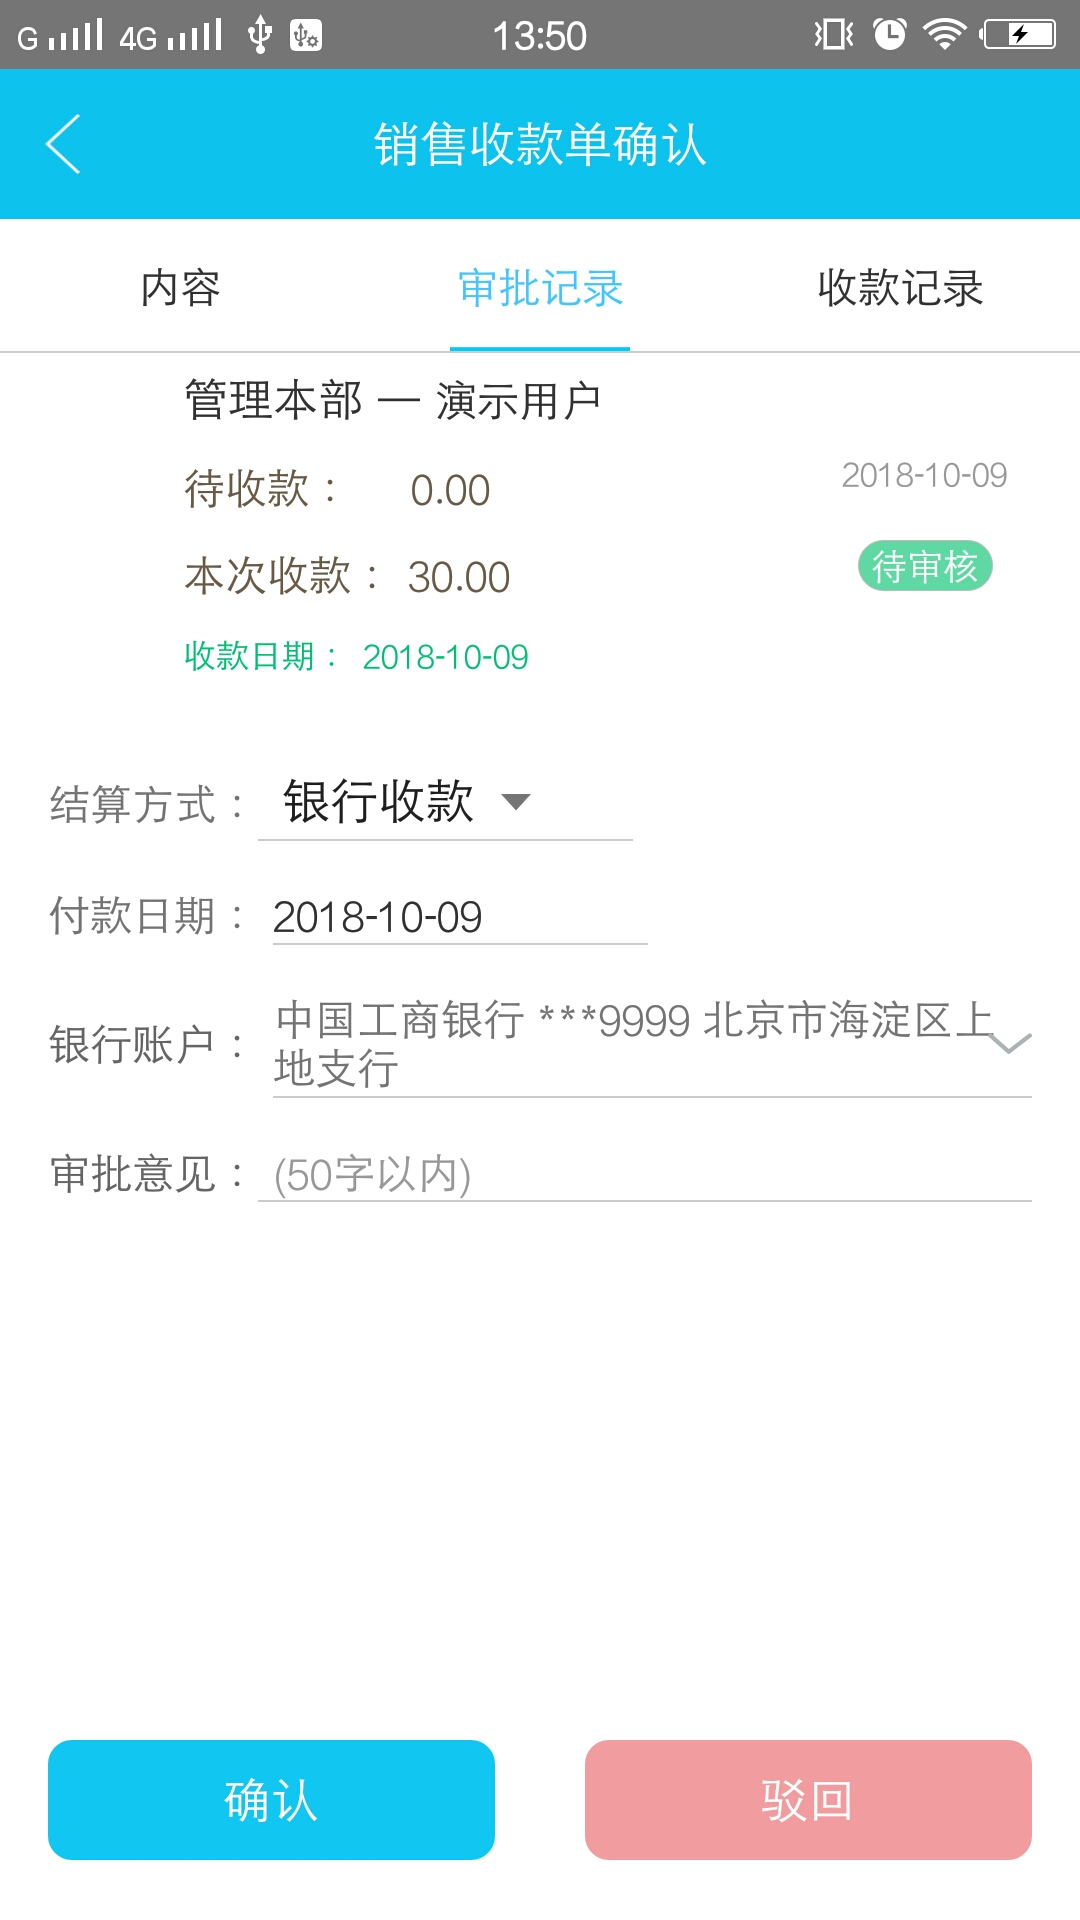 G 4G 13:50
销售收款单确认
内容 审批记录 收款记录
管理本部 — 演示用户
待收款： 0.00 2018-10-09
本次收款： 30.00 待审核
收款日期： 2018-10-09
结算方式： 银行收款
付款日期： 2018-10-09
银行账户： 中国工商银行 ***9999 北京市海淀区上
地支行
审批意见： (50字以内)
确认 驳回